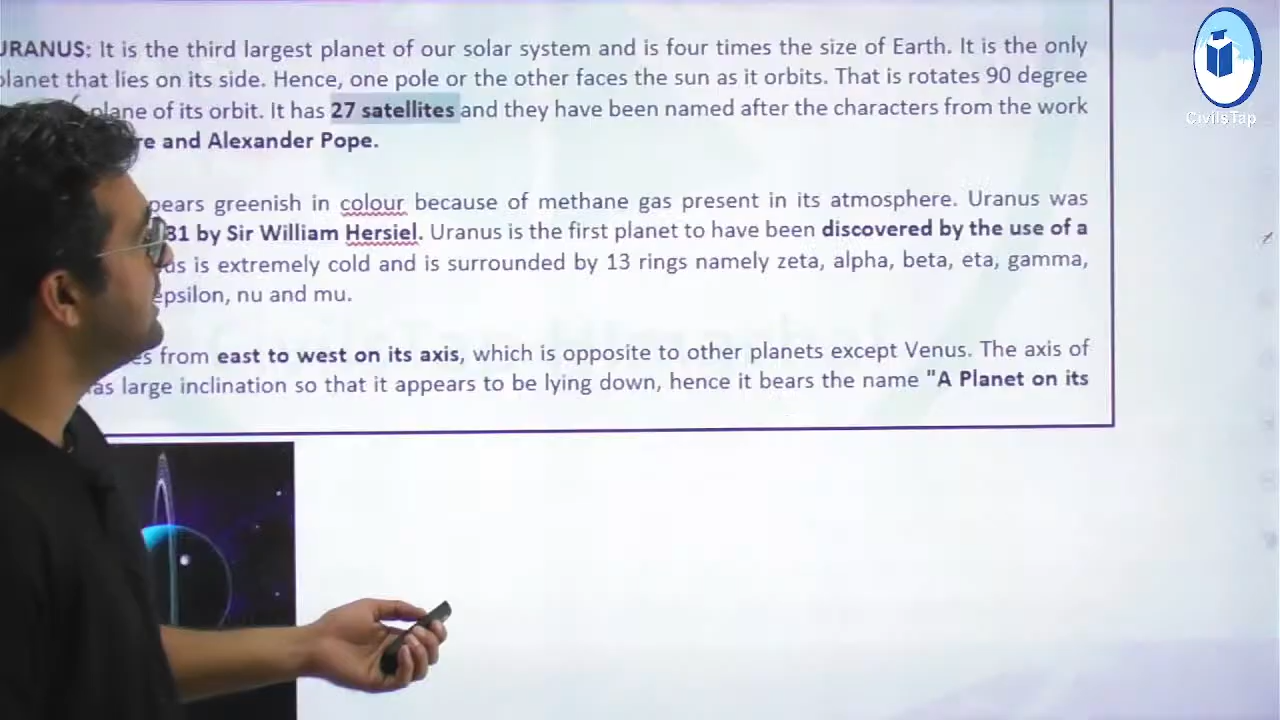 URANUS: It is the third largest planet of our solar system and is four times the size of Earth. It is the only
planet that lies on its side. Hence, one pole or the other faces the sun as it orbits. That is rotates 90 degree
plane of its orbit. It has 27 satellites and they have been named after the characters from the work
re and Alexander Pope.
pears greenish in colour because of methane gas present in its atmosphere. Uranus was
81 by Sir William Hersiel. Uranus is the first planet to have been discovered by the use of a
us is extremely cold and is surrounded by 13 rings namely zeta, alpha, beta, eta, gamma,
epsilon, nu and mu.
es from east to west on its axis, which is opposite to other planets except Venus. The axis of
as large inclination so that it appears to be lying down, hence it bears the name "A Planet on its
CivilsTap